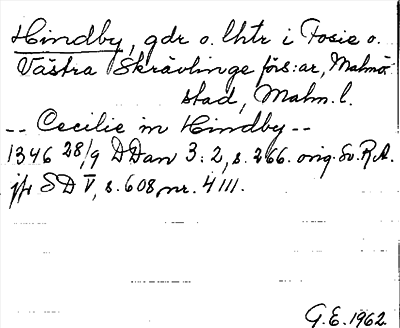 Hindby, gdr o. lhtr i Fosie o.
Västra Skrävlinge förs:ar, Malmö
stad, Malm. l.
-- Cecilie in Hindby --
1346 28/9 DDan 3:2, s. 266. orig. Sv. R.A.
jfr SD V, s. 608, nr. 4111.
G.E. 1962.